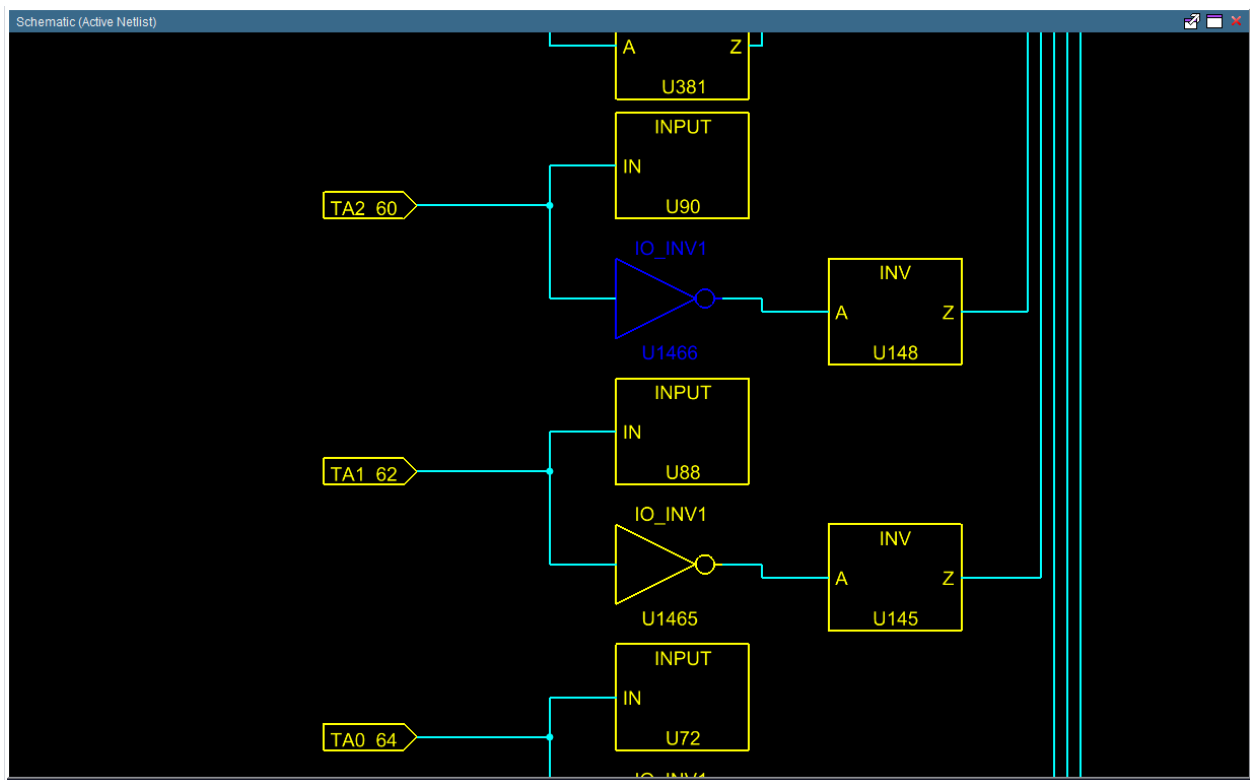 Schematic (Active Netlist)
A Z
U381
INPUT
IN
TA2 60
U90
IO_INV1
INV
A Z
U1466
U148
INPUT
IN
TA1 62
U88
IO_INV1
INV
A Z
U1465
U145
INPUT
IN
TA0 64
U72
IO_INV1